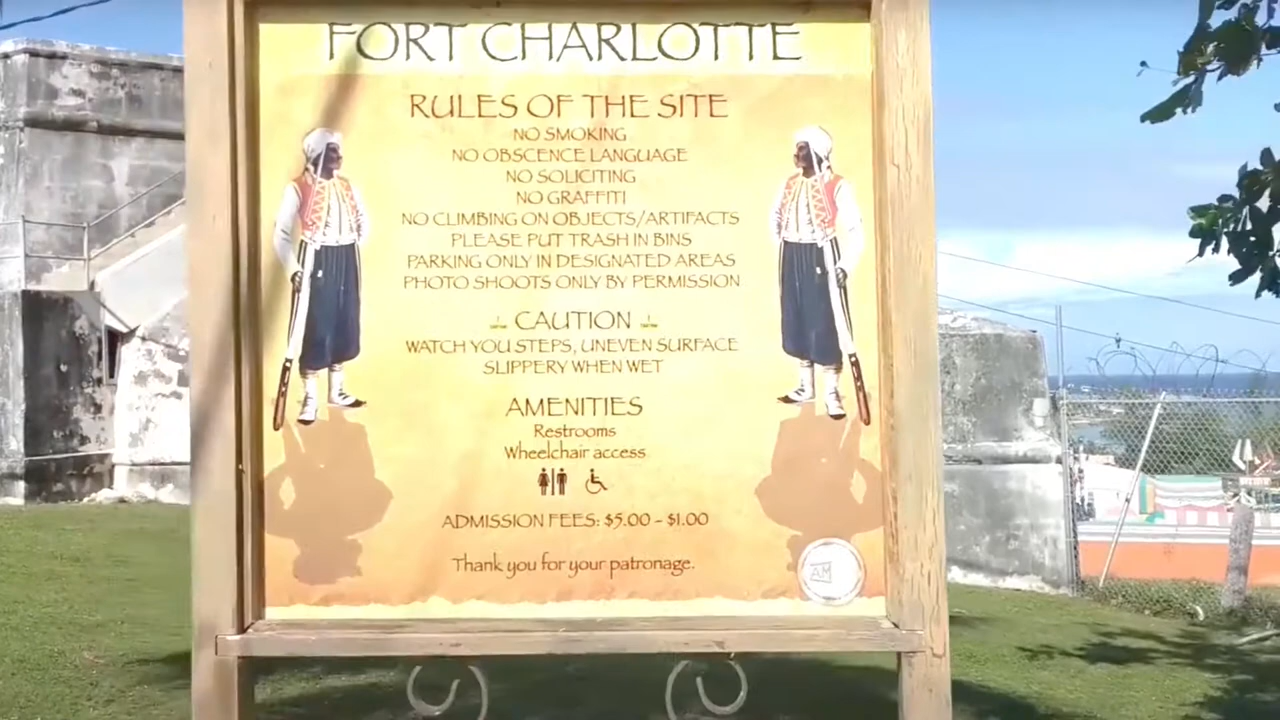 FORT CHARLOTTE
RULES OF THE SITE
NO SMOKING
NO OBSCENCE LANGUAGE
NO SOLICITING
NO GRAFFITI
NO CLIMBING ON OBJECTS/ARTIFACTS
PLEASE PUT TRASH IN BINS
PARKING ONLY IN DESIGNATED AREAS
PHOTO SHOOTS ONLY BY PERMISSION
CAUTION
WATCH YOU STEPS, UNEVEN SURFACE
SLIPPERY WHEN WET
AMENITIES
Restrooms
Wheelchair access
ADMISSION FEES: $5.00 - $1.00
Thank you for your patronage.
AM